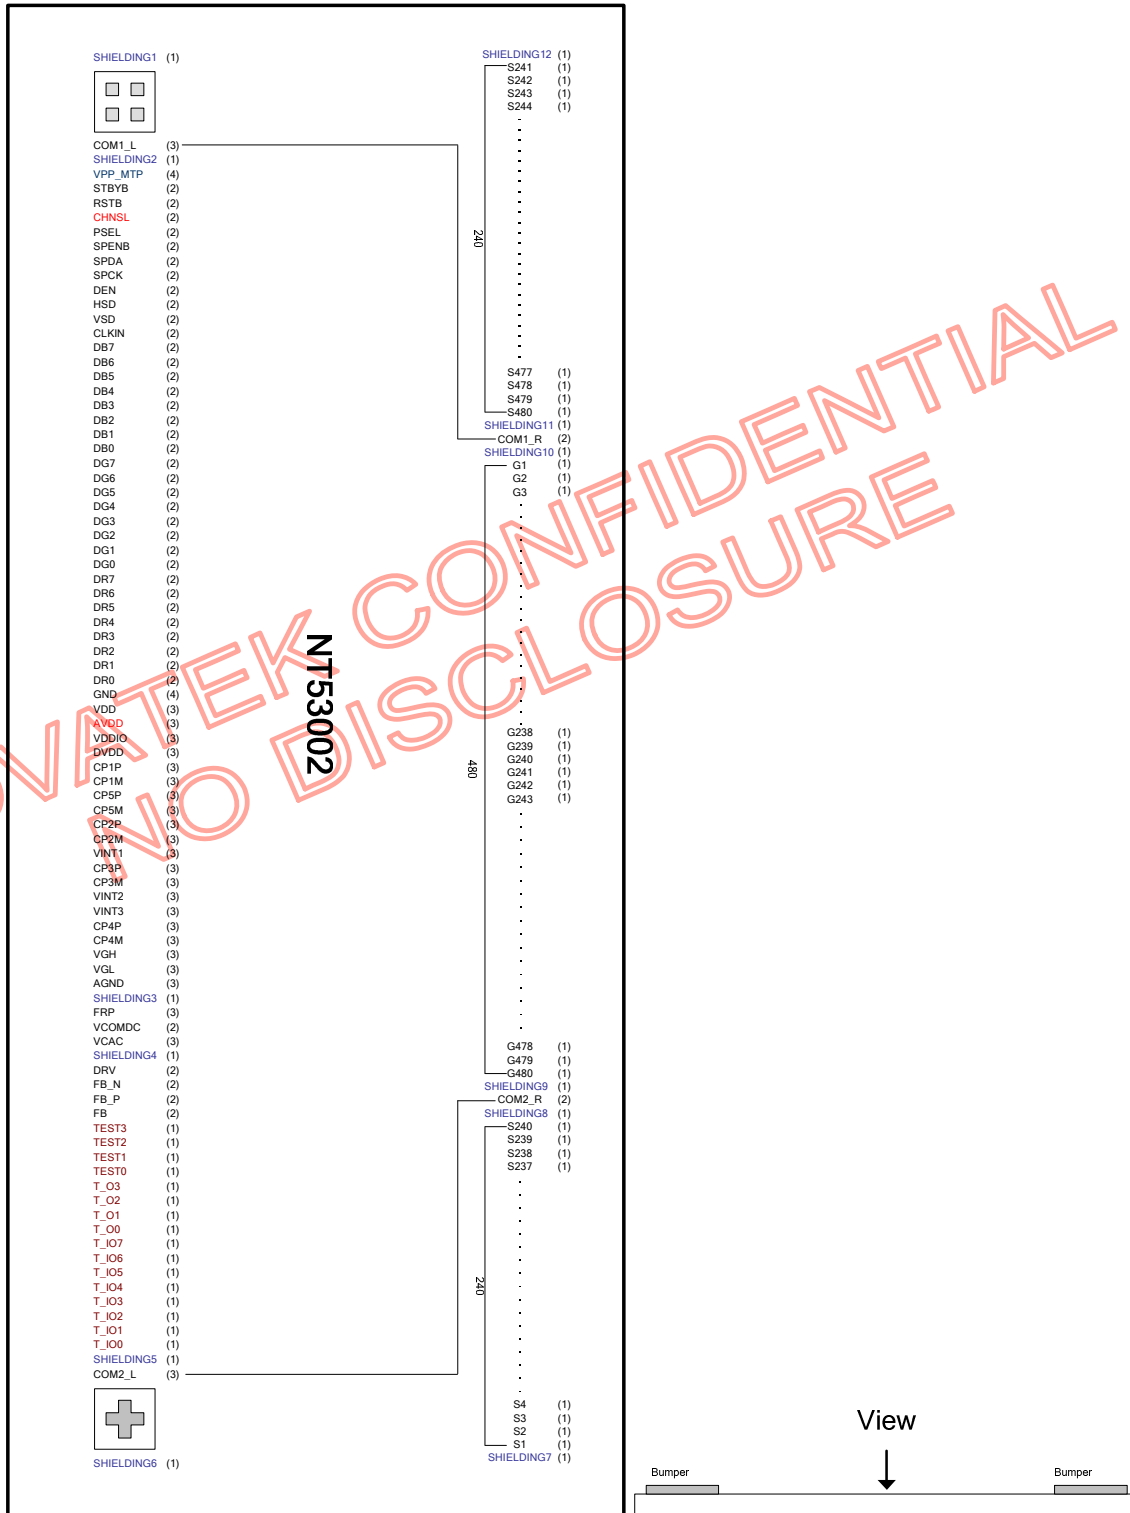 SHIELDING1 (1)
COM1_L (3)
SHIELDING2 (1)
VPP_MTP (4)
STBYB (2)
RSTB (2)
CHNSL (2)
PSEL (2)
SPENB (2)
SPDA (2)
SPCK (2)
DEN (2)
HSD (2)
VSD (2)
CLKIN (2)
DB7 (2)
DB6 (2)
DB5 (2)
DB4 (2)
DB3 (2)
DB2 (2)
DB1 (2)
DB0 (2)
DG7 (2)
DG6 (2)
DG5 (2)
DG4 (2)
DG3 (2)
DG2 (2)
DG1 (2)
DG0 (2)
DR7 (2)
DR6 (2)
DR5 (2)
DR4 (2)
DR3 (2)
DR2 (2)
DR1 (2)
DR0 (2)
GND (4)
VDD (3)
AVDD (3)
VDDIO (3)
DVDD (3)
CP1P (3)
CP1M (3)
CP5P (3)
CP5M (3)
CP2P (3)
CP2M (3)
VINT1 (3)
CP3P (3)
CP3M (3)
VINT2 (3)
VINT3 (3)
CP4P (3)
CP4M (3)
VGH (3)
VGL (3)
AGND (3)
SHIELDING3 (1)
FRP (3)
VCOMDC (2)
VCAC (3)
SHIELDING4 (1)
DRV (2)
FB_N (2)
FB_P (2)
FB (2)
TEST3 (1)
TEST2 (1)
TEST1 (1)
TEST0 (1)
T_O3 (1)
T_O2 (1)
T_O1 (1)
T_O0 (1)
T_IO7 (1)
T_IO6 (1)
T_IO5 (1)
T_IO4 (1)
T_IO3 (1)
T_IO2 (1)
T_IO1 (1)
T_IO0 (1)
SHIELDING5 (1)
COM2_L (3)
SHIELDING6 (1)
NT53002
SHIELDING12 (1)
S241 (1)
S242 (1)
S243 (1)
S244 (1)
240
S477 (1)
S478 (1)
S479 (1)
S480 (1)
SHIELDING11 (1)
COM1_R (2)
SHIELDING10 (1)
G1 (1)
G2 (1)
G3 (1)
G238 (1)
G239 (1)
G240 (1)
G241 (1)
G242 (1)
G243 (1)
480
G478 (1)
G479 (1)
G480 (1)
SHIELDING9 (1)
COM2_R (2)
SHIELDING8 (1)
S240 (1)
S239 (1)
S238 (1)
S237 (1)
240
S4 (1)
S3 (1)
S2 (1)
S1 (1)
SHIELDING7 (1)
OVATEK CONFIDENTIAL
NO DISCLOSURE
View
Bumper Bumper